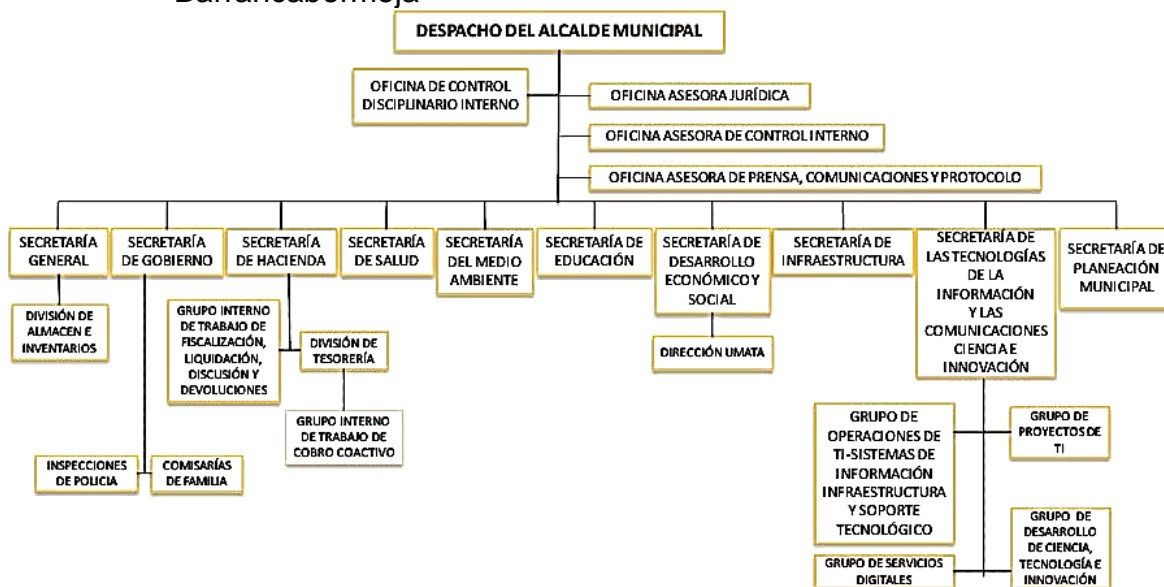 Barrancabermeja
DESPACHO DEL ALCALDE MUNICIPAL
OFICINA DE CONTROL
DISCIPLINARIO INTERNO
OFICINA ASESORA JURÍDICA
OFICINA ASESORA DE CONTROL INTERNO
OFICINA ASESORA DE PRENSA, COMUNICACIONES Y PROTOCOLO
SECRETARÍA
GENERAL
SECRETARÍA
DE GOBIERNO
SECRETARÍA
DE HACIENDA
SECRETARÍA
DE SALUD
SECRETARÍA
DEL MEDIO
AMBIENTE
SECRETARÍA DE
EDUCACIÓN
SECRETARÍA DE
DESARROLLO
ECONÓMICO Y
SOCIAL
SECRETARÍA DE
INFRAESTRUCTURA
SECRETARÍA DE
LAS TECNOLOGÍAS
DE LA
INFORMACIÓN
Y LAS
COMUNICACIONES
CIENCIA E
INNOVACIÓN
SECRETARÍA DE
PLANEACIÓN
MUNICIPAL
DIVISIÓN DE
ALMACEN E
INVENTARIOS
GRUPO INTERNO
DE TRABAJO DE
FISCALIZACIÓN,
LIQUIDACIÓN,
DISCUSIÓN Y
DEVOLUCIONES
DIVISIÓN DE
TESORERÍA
DIRECCIÓN UMATA
GRUPO INTERNO
DE TRABAJO DE
COBRO COACTIVO
INSPECCIONES
DE POLICIA
COMISARÍAS
DE FAMILIA
GRUPO DE
OPERACIONES DE
TI-SISTEMAS DE
INFORMACIÓN
INFRAESTRUCTURA
Y SOPORTE
TECNOLÓGICO
GRUPO DE
PROYECTOS DE
TI
GRUPO DE SERVICIOS
DIGITALES
GRUPO DE
DESARROLLO
DE CIENCIA,
TECNOLOGÍA E
INNOVACIÓN